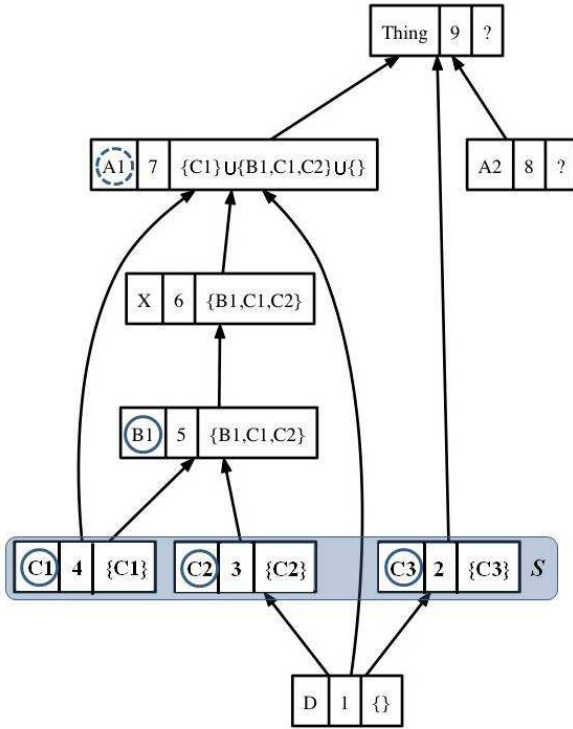 Thing 9 ?
A1 7 {C1}∪{B1,C1,C2}∪{}
A2 8 ?
X 6 {B1,C1,C2}
B1 5 {B1,C1,C2}
C1 4 {C1} C2 3 {C2} C3 2 {C3} S
D 1 {}